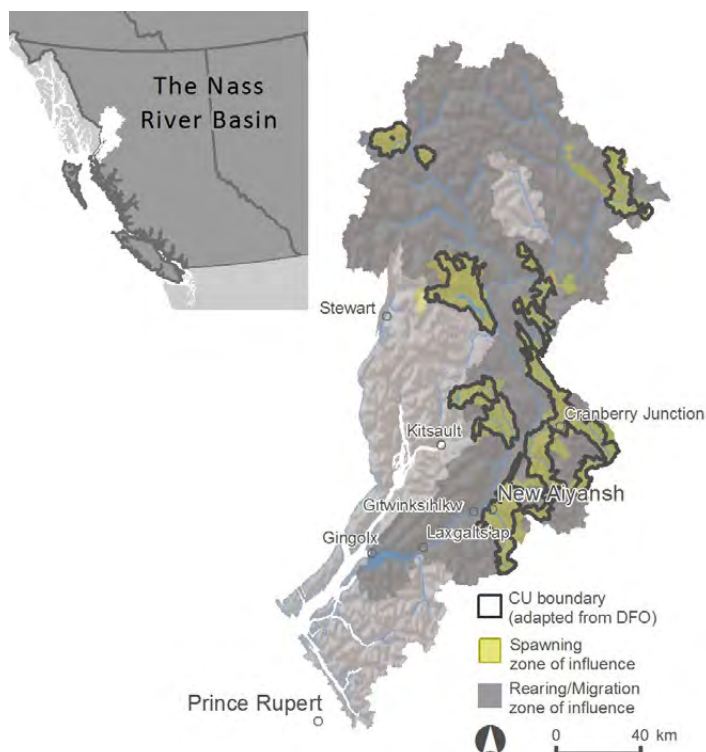 The Nass
River Basin
Stewart
Cranberry Junction
Kitsault
New Aiyansh
Gitwinksihlkw
Laxgalts'ap
Gingolx
CU boundary
(adapted from DFO)
Spawning
zone of influence
Rearing/Migration
zone of influence
Prince Rupert
0 40 km